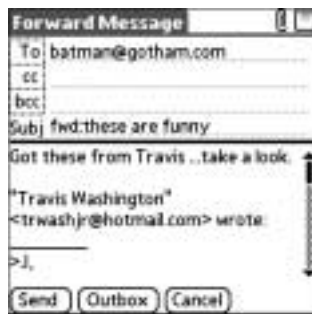 Forward Message
To batman@gotham.com
cc
bcc
Subj fwd:these are funny
Got these from Travis ..take a look.
"Travis Washington"
<trwashjr@hotmail.com> wrote:
>J,
Send Outbox Cancel